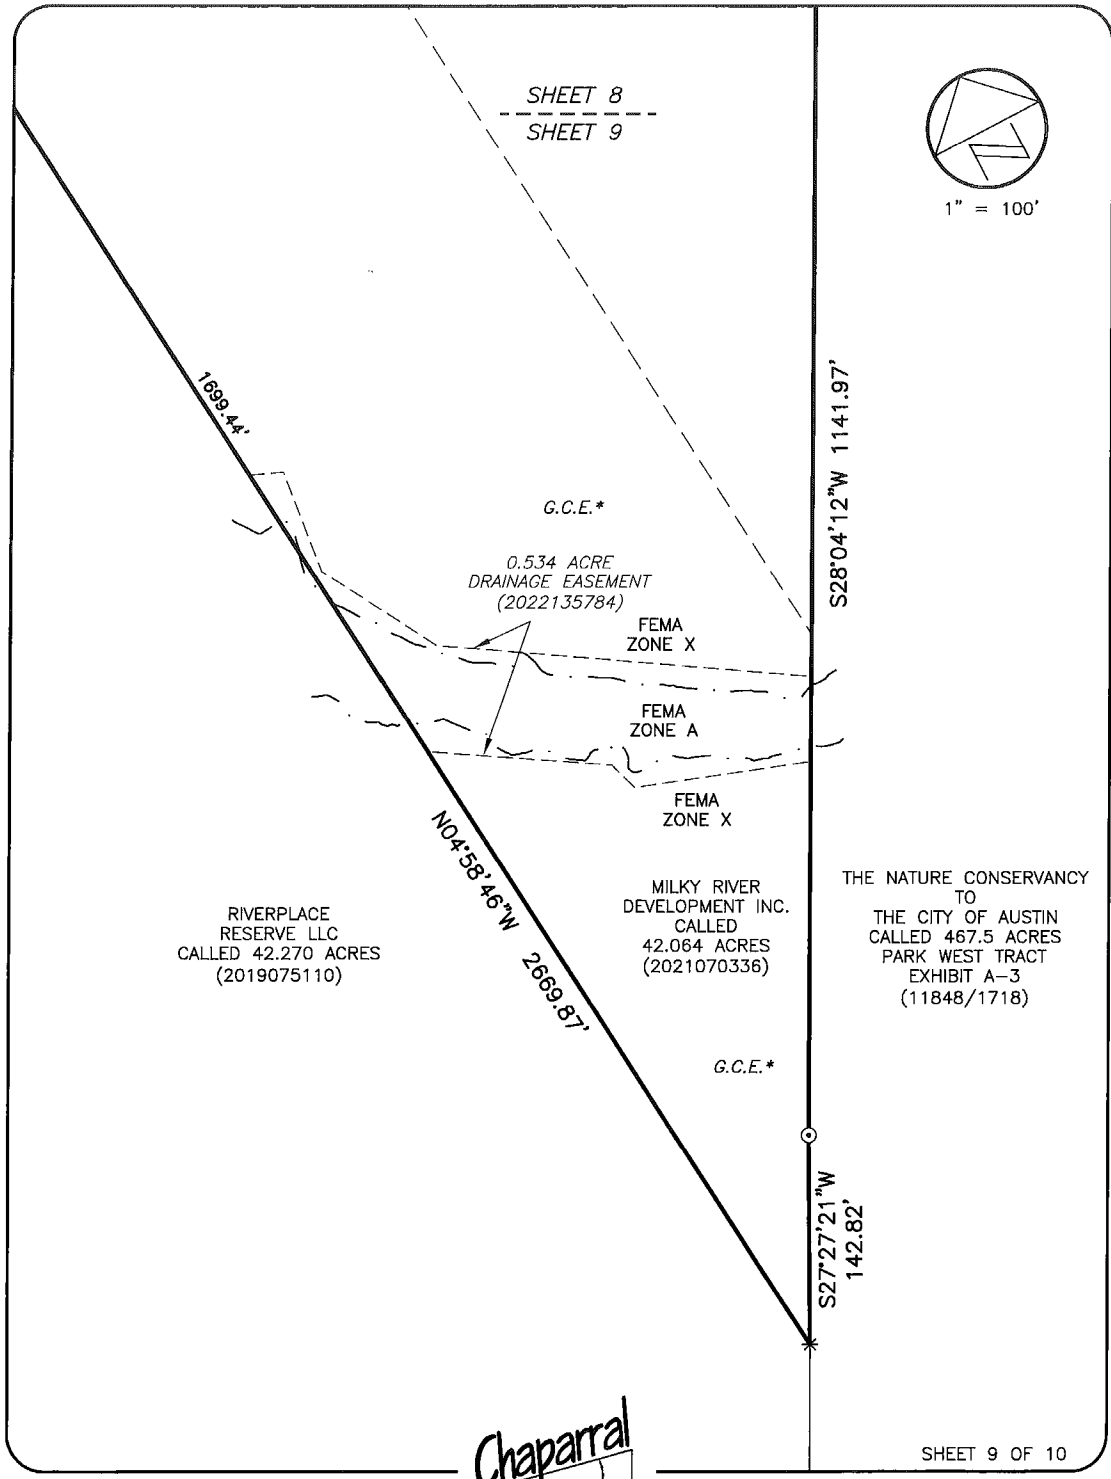 SHEET 8
SHEET 9
N
1" = 100'
1699.44'
S28°04'12"W 1141.97'
G.C.E.*
0.534 ACRE
DRAINAGE EASEMENT
(2022135784)
FEMA
ZONE X
FEMA
ZONE A
FEMA
ZONE X
N04°58'46"W 2669.87'
RIVERPLACE
RESERVE LLC
CALLED 42.270 ACRES
(2019075110)
MILKY RIVER
DEVELOPMENT INC.
CALLED
42.064 ACRES
(2021070336)
THE NATURE CONSERVANCY
TO
THE CITY OF AUSTIN
CALLED 467.5 ACRES
PARK WEST TRACT
EXHIBIT A-3
(11848/1718)
G.C.E.*
S27°27'21"W
142.82'
Chaparral
SHEET 9 OF 10